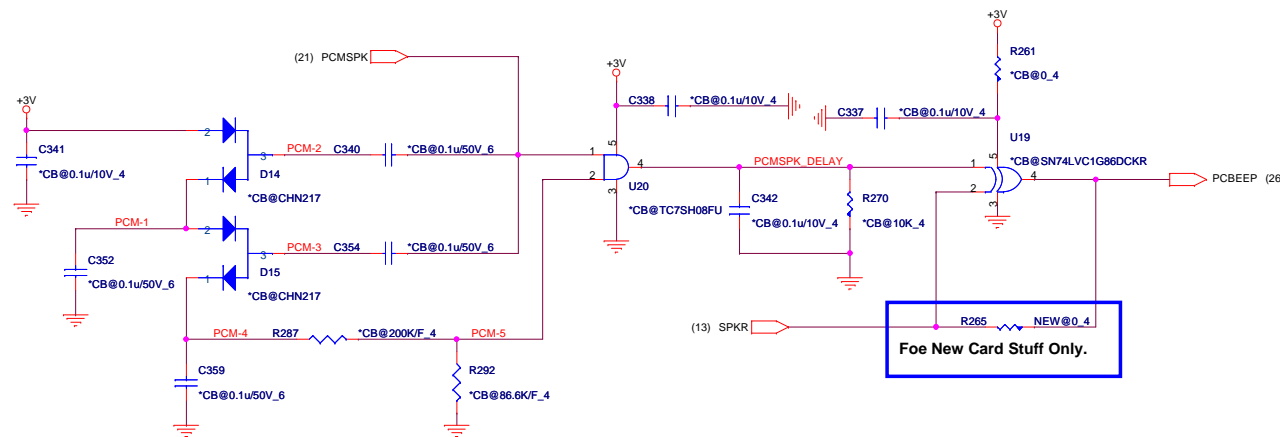 (21) PCMSPK
+3V
C341
*CB@0.1u/10V_4
2
3
1
D14
*CB@CHN217
PCM-2
C340
*CB@0.1u/50V_6
PCM-1
C352
*CB@0.1u/50V_6
2
3
1
D15
*CB@CHN217
PCM-3
C354
*CB@0.1u/50V_6
PCM-4
R287
*CB@200K/F_4
PCM-5
C359
*CB@0.1u/50V_6
R292
*CB@86.6K/F_4
+3V
C338
*CB@0.1u/10V_4
1
2
5
4
3
U20
*CB@TC7SH08FU
PCMSPK_DELAY
C342
*CB@0.1u/10V_4
R270
*CB@10K_4
+3V
R261
*CB@0_4
C337
*CB@0.1u/10V_4
U19
*CB@SN74LVC1G86DCKR
1
2
5
4
3
PCBEEP (26
(13) SPKR
R265
NEW@0_4
Foe New Card Stuff Only.